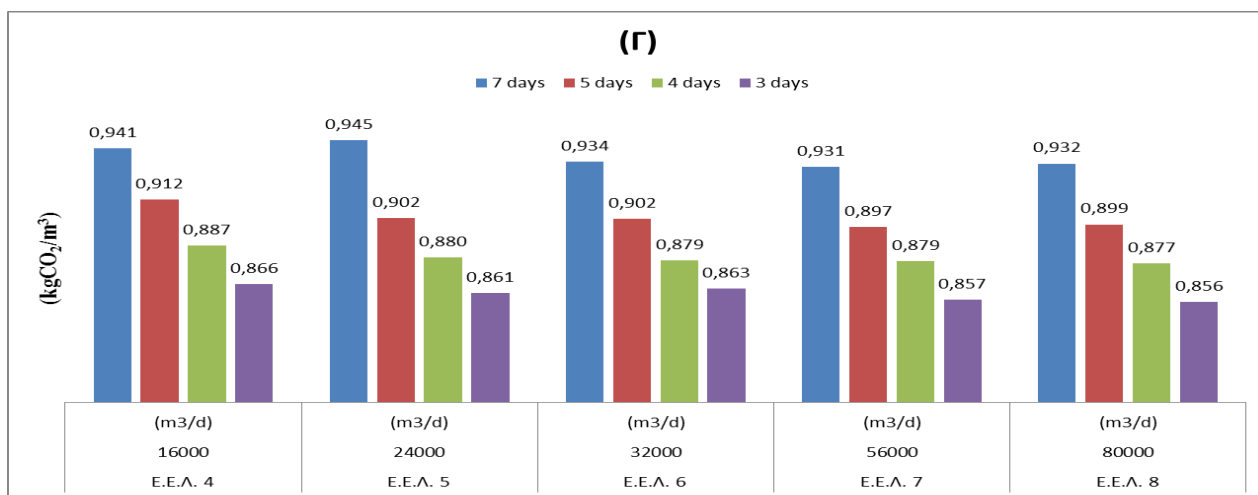 (Γ)
7 days 5 days 4 days 3 days
(kgCO₂/m³)
0,941 0,912 0,887 0,866
0,945 0,902 0,880 0,861
0,934 0,902 0,879 0,863
0,931 0,897 0,879 0,857
0,932 0,899 0,877 0,856
(m3/d) (m3/d) (m3/d) (m3/d) (m3/d)
16000 24000 32000 56000 80000
Ε.Ε.Λ. 4 Ε.Ε.Λ. 5 Ε.Ε.Λ. 6 Ε.Ε.Λ. 7 Ε.Ε.Λ. 8